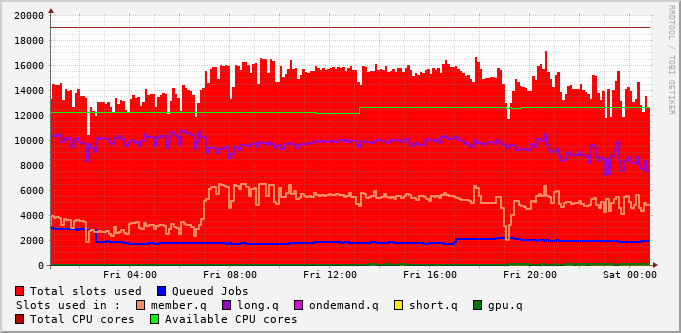 20000
18000
16000
14000
12000
10000
8000
6000
4000
2000
0
Fri 04:00 Fri 08:00 Fri 12:00 Fri 16:00 Fri 20:00 Sat 00:00
RRDTOOL / TOBI OETIKER
Total slots used Queued Jobs
Slots used in : member.q long.q ondemand.q short.q gpu.q
Total CPU cores Available CPU cores